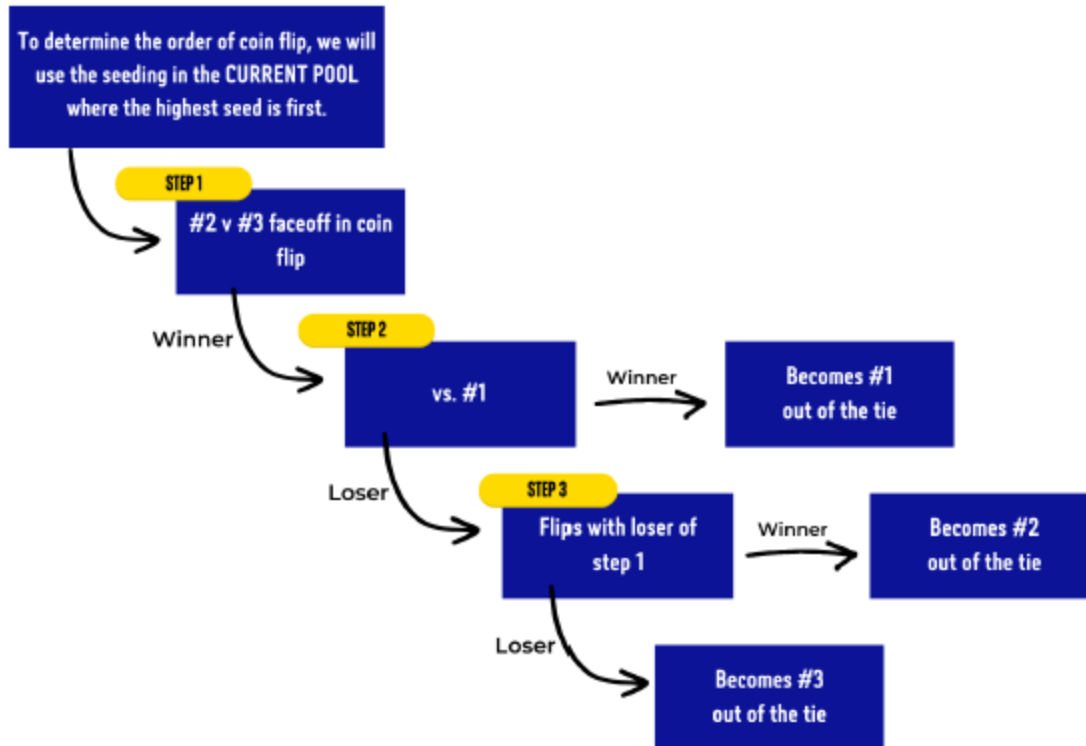 To determine the order of coin flip, we will
use the seeding in the CURRENT POOL
where the highest seed is first.
STEP 1
#2 v #3 faceoff in coin
flip
Winner
STEP 2
vs. #1
Winner
Becomes #1
out of the tie
Loser
STEP 3
Flips with loser of
step 1
Winner
Becomes #2
out of the tie
Loser
Becomes #3
out of the tie